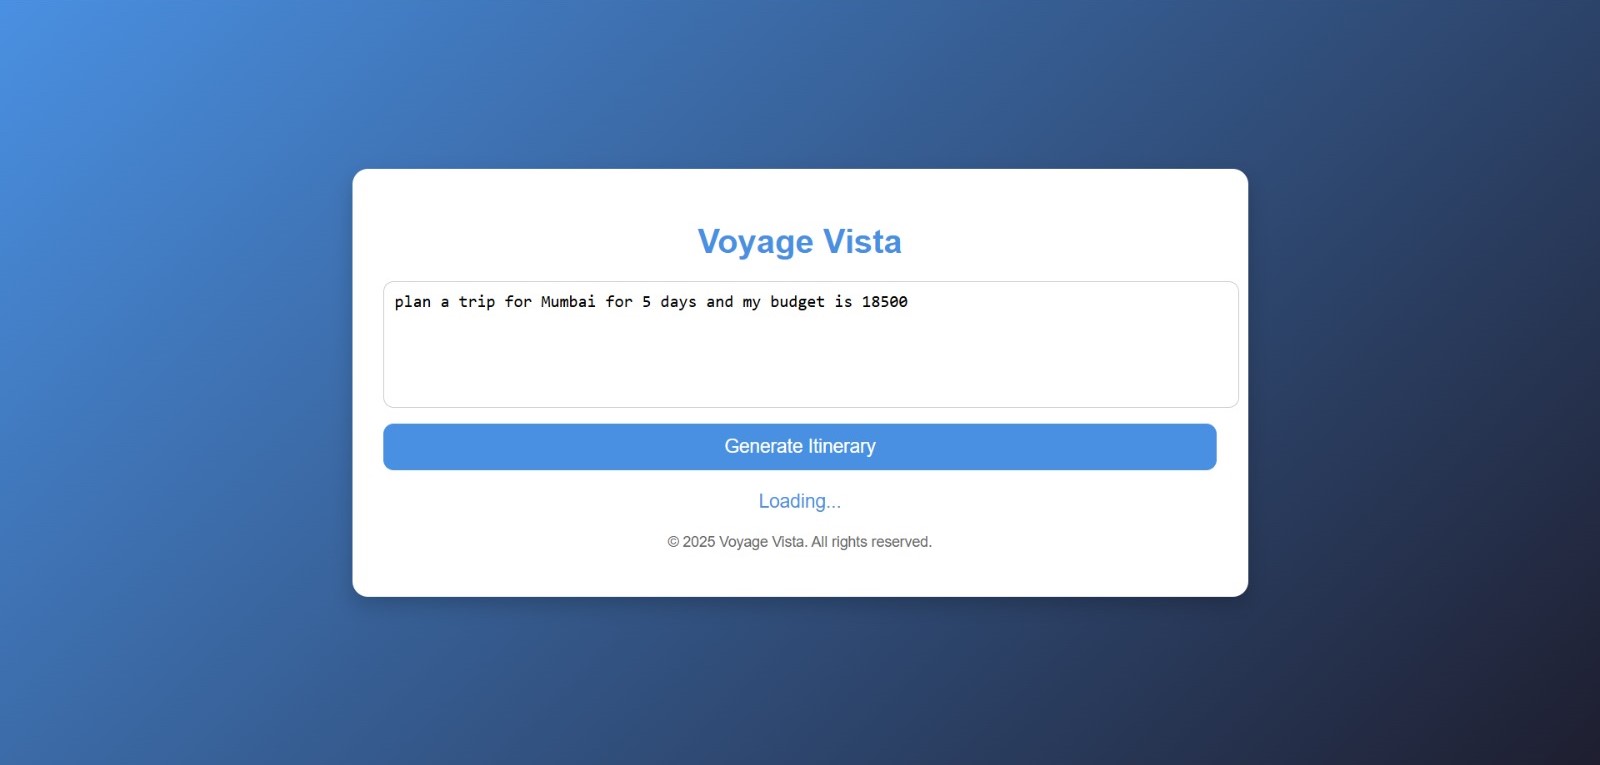 Voyage Vista
plan a trip for Mumbai for 5 days and my budget is 18500
Generate Itinerary
Loading...
© 2025 Voyage Vista. All rights reserved.